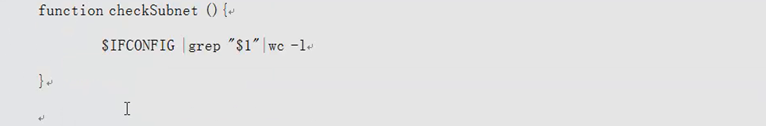 function checkSubnet () {
$IFCONFIG |grep "$1"|wc -l
}